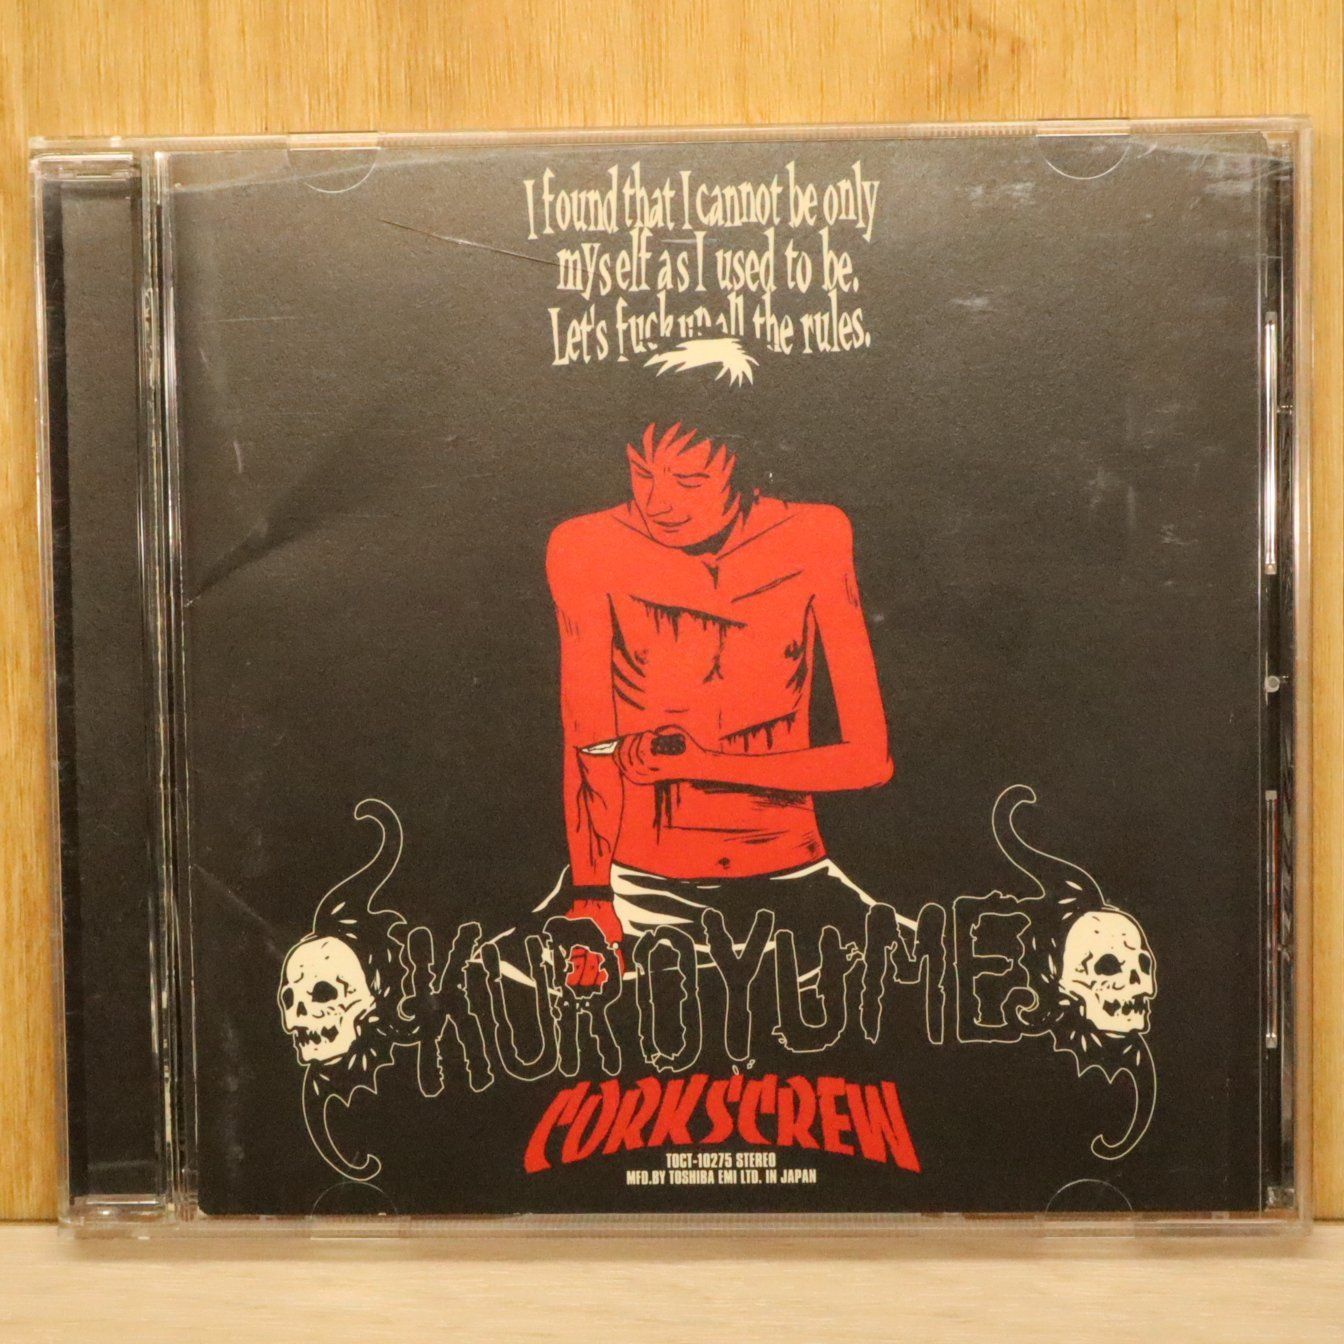 I found that I cannot be only
myself as I used to be.
Let's fuck up all the rules.
KUROYUME
CORKSCREW
TOCT-10275 STEREO
MFD.BY TOSHIBA EMI LTD. IN JAPAN